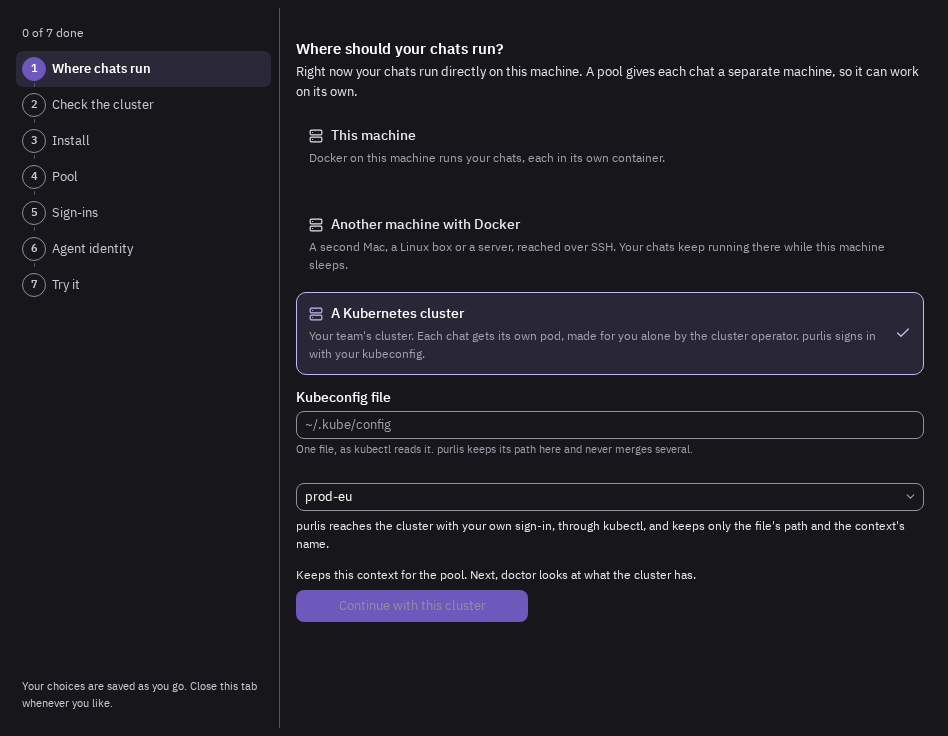 0 of 7 done
1 Where chats run
2 Check the cluster
3 Install
4 Pool
5 Sign-ins
6 Agent identity
7 Try it
Your choices are saved as you go. Close this tab
whenever you like.
Where should your chats run?
Right now your chats run directly on this machine. A pool gives each chat a separate machine, so it can work
on its own.
This machine
Docker on this machine runs your chats, each in its own container.
Another machine with Docker
A second Mac, a Linux box or a server, reached over SSH. Your chats keep running there while this machine
sleeps.
A Kubernetes cluster
Your team's cluster. Each chat gets its own pod, made for you alone by the cluster operator. purlis signs in
with your kubeconfig.
Kubeconfig file
~/.kube/config
One file, as kubectl reads it. purlis keeps its path here and never merges several.
prod-eu
purlis reaches the cluster with your own sign-in, through kubectl, and keeps only the file's path and the context's
name.
Keeps this context for the pool. Next, doctor looks at what the cluster has.
Continue with this cluster